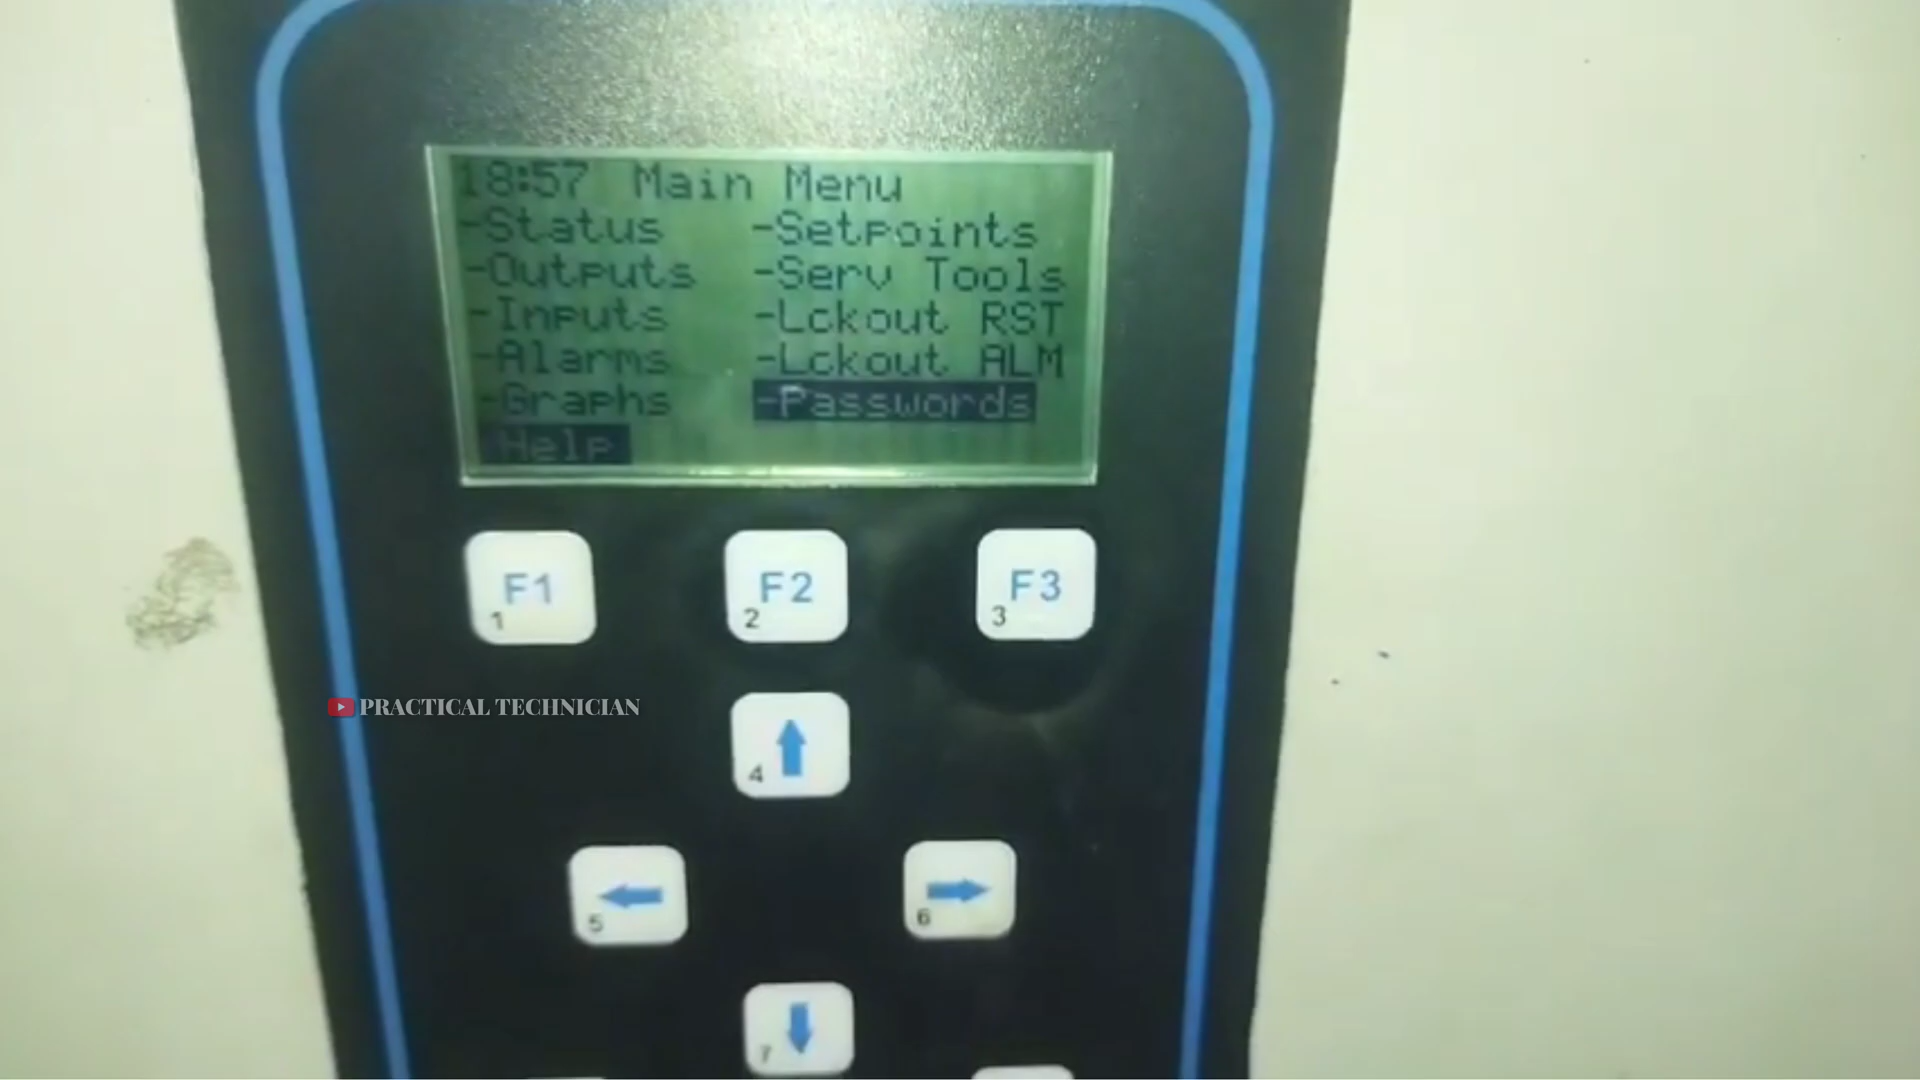 18:57 Main Menu
-Status -Setpoints
-Outputs -Serv Tools
-Inputs -Lckout RST
-Alarms -Lckout ALM
-Graphs -Passwords
Help
F1 1
F2 2
F3 3
PRACTICAL TECHNICIAN
4
5
6
7